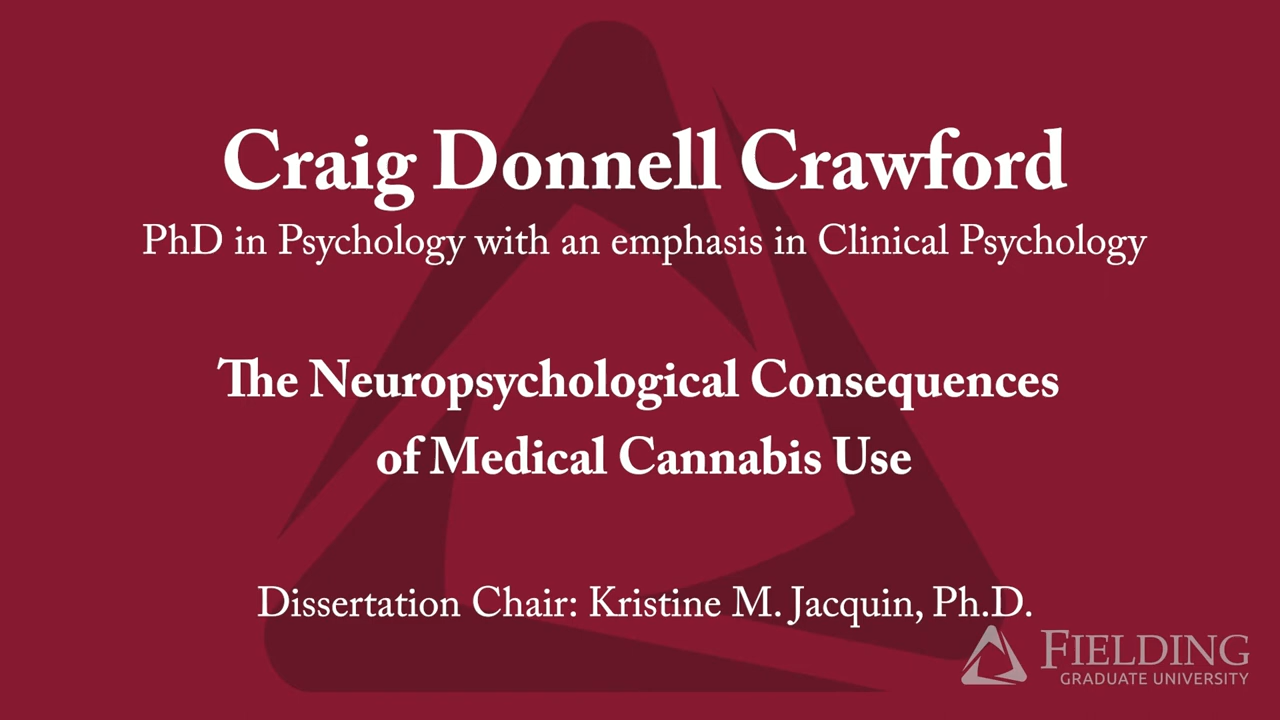 Craig Donnell Crawford
PhD in Psychology with an emphasis in Clinical Psychology
The Neuropsychological Consequences
of Medical Cannabis Use
Dissertation Chair: Kristine M. Jacquin, Ph.D.
FIELDING
GRADUATE UNIVERSITY